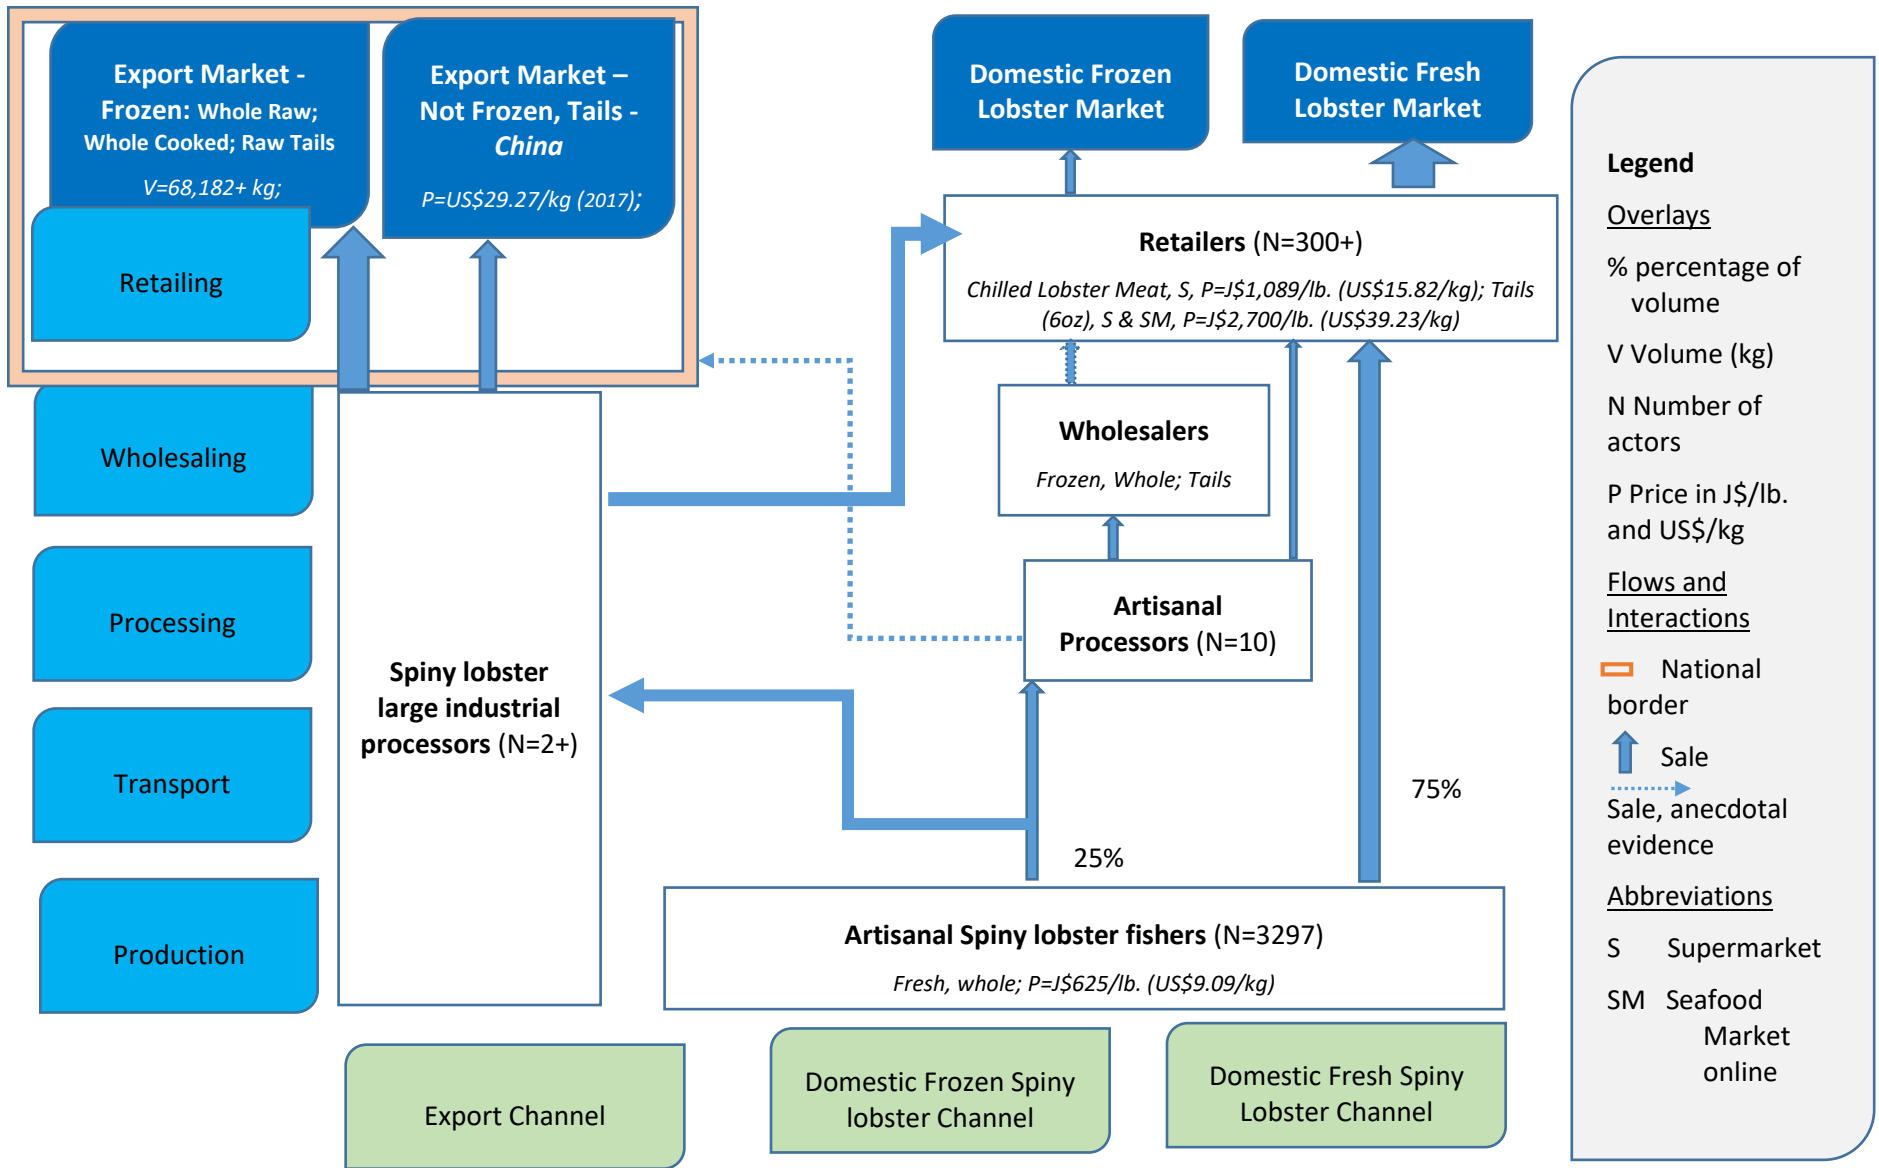 Export Market -
Frozen: Whole Raw;
Whole Cooked; Raw Tails
V=68,182+ kg;
Export Market –
Not Frozen, Tails -
China
P=US$29.27/kg (2017);
Domestic Frozen
Lobster Market
Domestic Fresh
Lobster Market
Retailing
Wholesaling
Processing
Transport
Production
Retailers (N=300+)
Chilled Lobster Meat, S, P=J$1,089/lb. (US$15.82/kg); Tails
(6oz), S & SM, P=J$2,700/lb. (US$39.23/kg)
Wholesalers
Frozen, Whole; Tails
Artisanal
Processors (N=10)
Spiny lobster
large industrial
processors (N=2+)
75%
25%
Artisanal Spiny lobster fishers (N=3297)
Fresh, whole; P=J$625/lb. (US$9.09/kg)
Export Channel
Domestic Frozen Spiny
lobster Channel
Domestic Fresh Spiny
Lobster Channel
Legend
Overlays
% percentage of
volume
V Volume (kg)
N Number of
actors
P Price in J$/lb.
and US$/kg
Flows and
Interactions
National
border
Sale
Sale, anecdotal
evidence
Abbreviations
S Supermarket
SM Seafood
Market
online